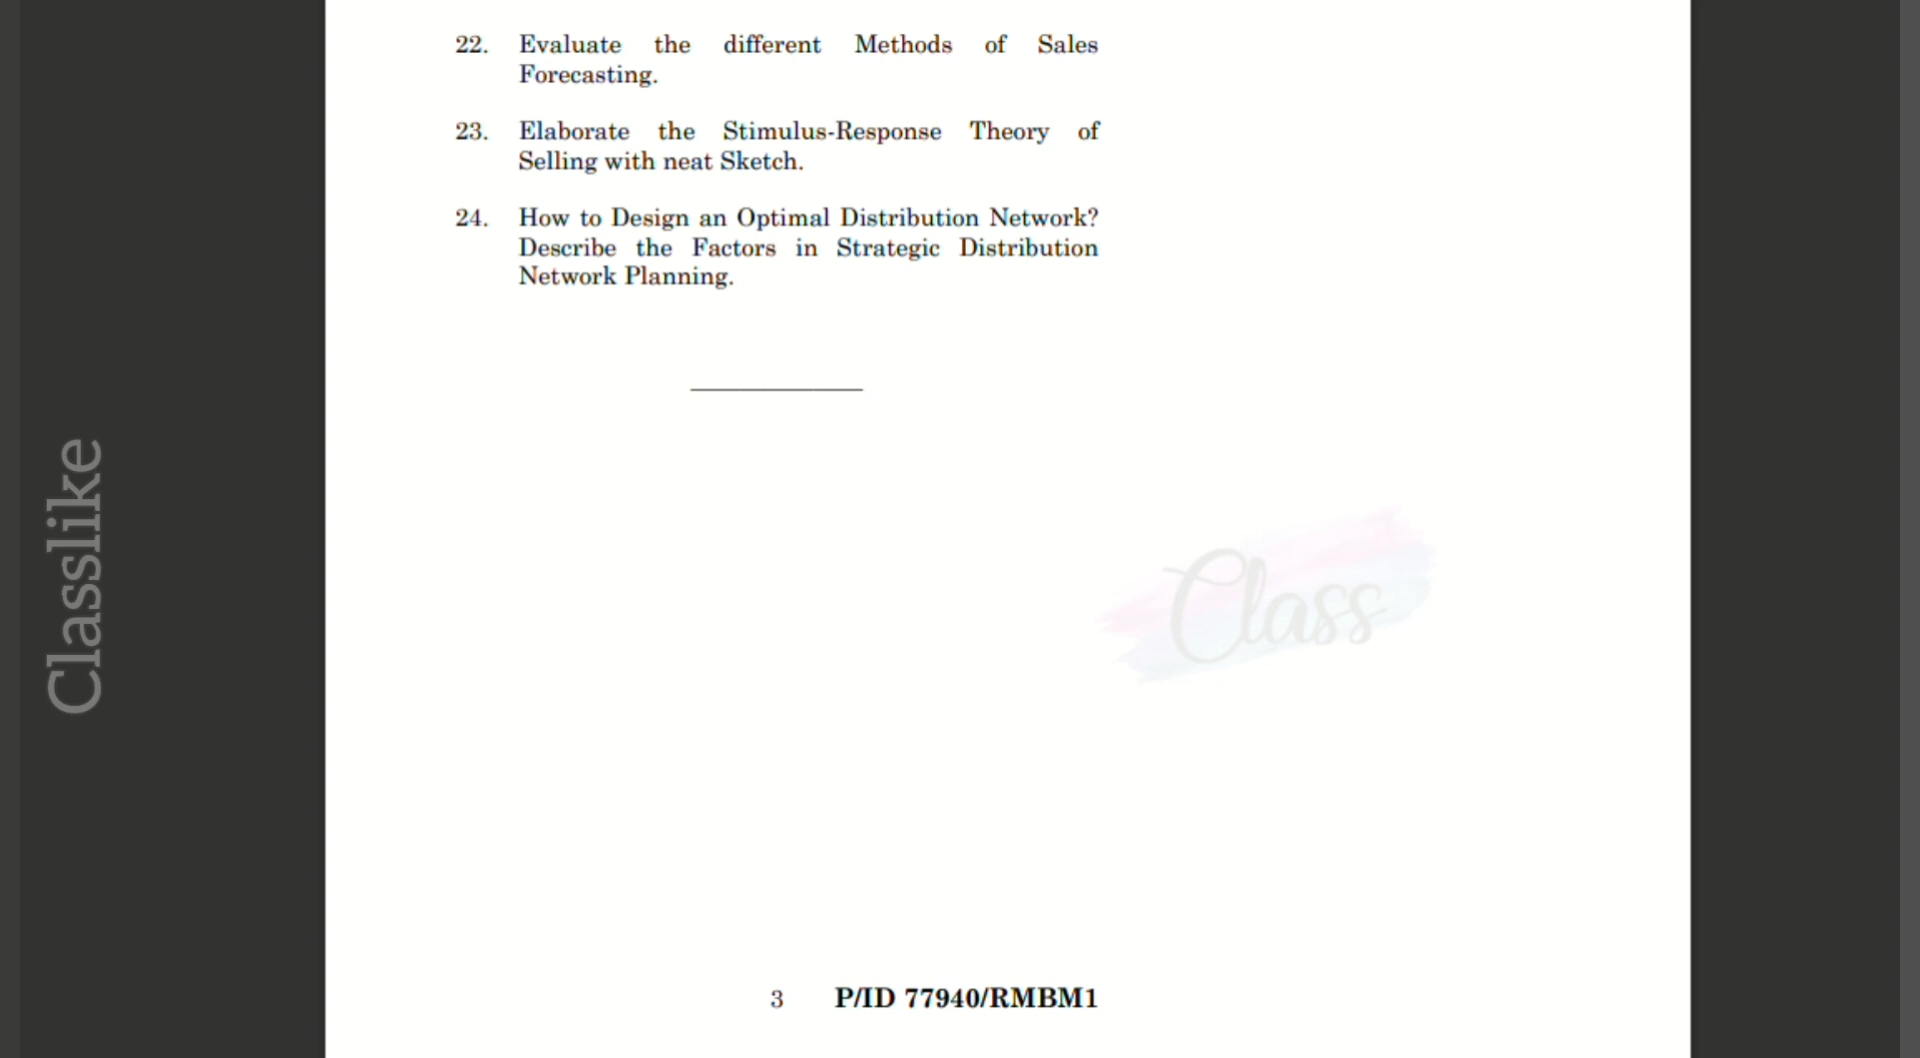 22. Evaluate the different Methods of Sales
Forecasting.
23. Elaborate the Stimulus-Response Theory of
Selling with neat Sketch.
24. How to Design an Optimal Distribution Network?
Describe the Factors in Strategic Distribution
Network Planning.
Classlike
Class
3 P/ID 77940/RMBM1